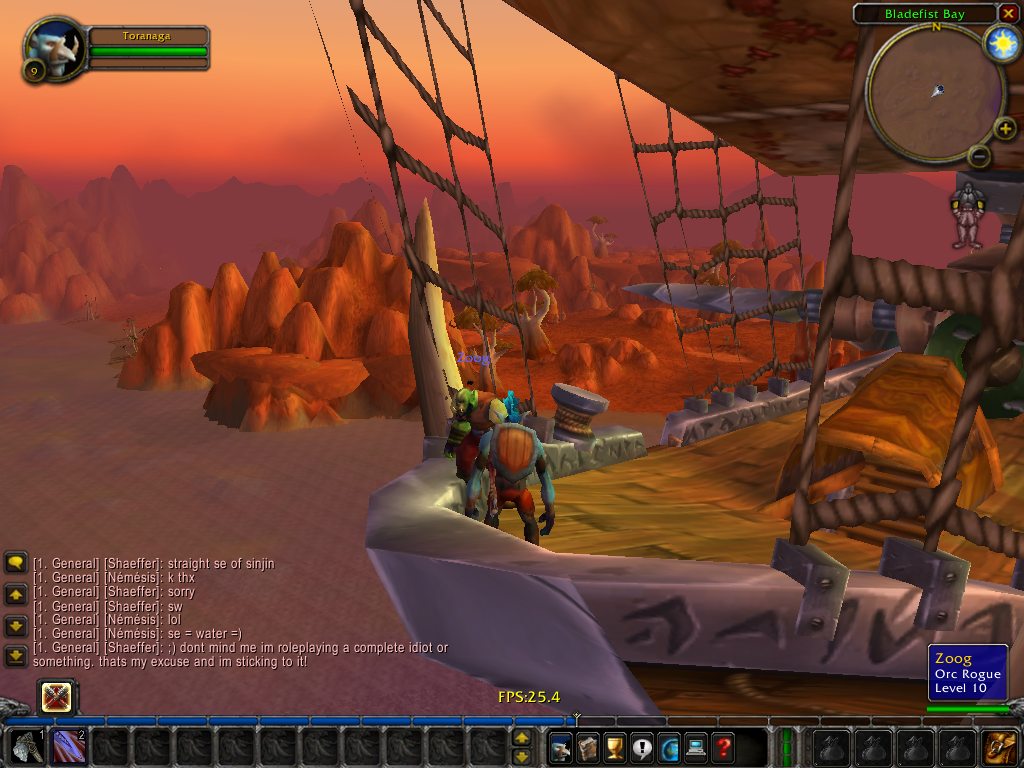 Toranaga
9
Bladefist Bay
N
Zoog
[1. General] [Shaeffer]: straight se of sinjin
[1. General] [Némésis]: k thx
[1. General] [Shaeffer]: sorry
[1. General] [Shaeffer]: sw
[1. General] [Némésis]: lol
[1. General] [Némésis]: se = water =)
[1. General] [Shaeffer]: ;) dont mind me im roleplaying a complete idiot or
something. thats my excuse and im sticking to it!
Zoog
Orc Rogue
Level 10
FPS:25.4
1 2